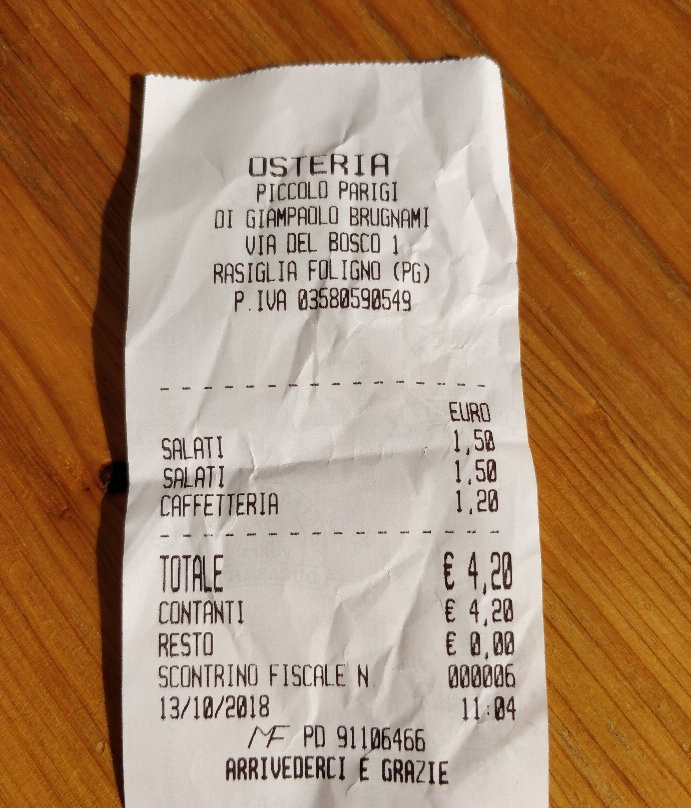 OSTERIA
PICCOLO PARIGI
DI GIAMPAOLO BRUGNAMI
VIA DEL BOSCO 1
RASIGLIA FOLIGNO (PG)
P.IVA 03580590549
EURO
SALATI 1,50
SALATI 1,50
CAFFETTERIA 1,20
TOTALE € 4,20
CONTANTI € 4,20
RESTO € 0,00
SCONTRINO FISCALE N. 000006
13/10/2018 11:04
MF PD 91106466
ARRIVEDERCI E GRAZIE